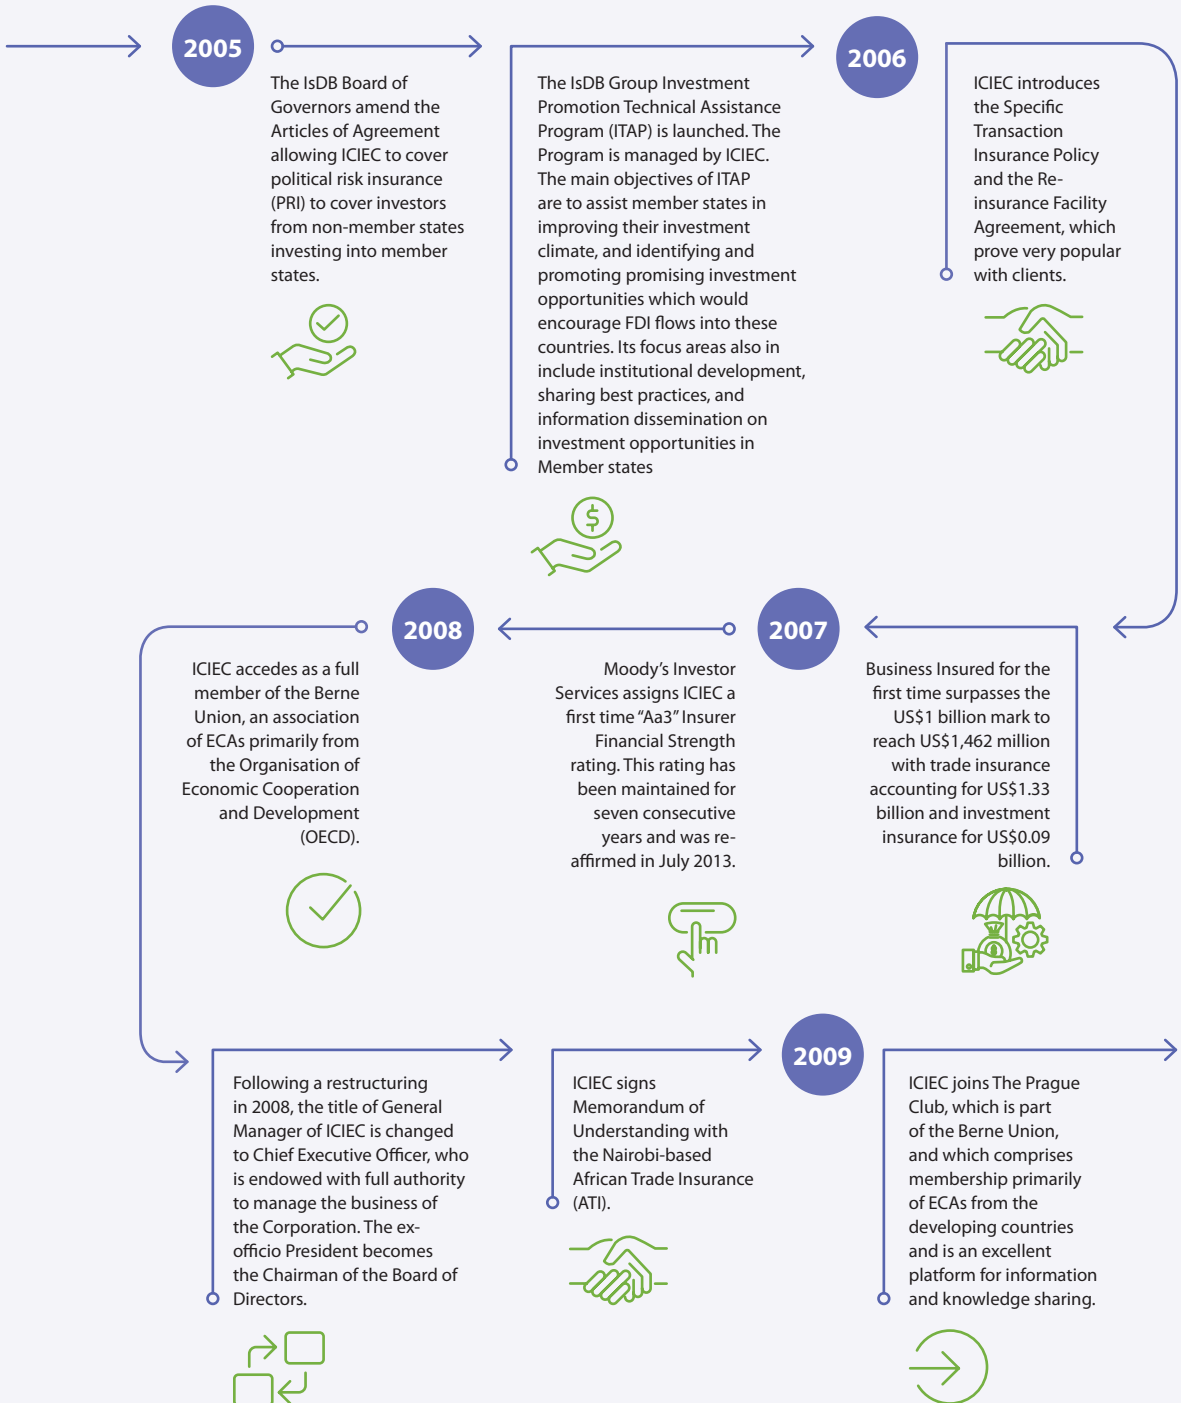 2005
The IsDB Board of
Governors amend the
Articles of Agreement
allowing ICIEC to cover
political risk insurance
(PRI) to cover investors
from non-member states
investing into member
states.
The IsDB Group Investment
Promotion Technical Assistance
Program (ITAP) is launched. The
Program is managed by ICIEC.
The main objectives of ITAP
are to assist member states in
improving their investment
climate, and identifying and
promoting promising investment
opportunities which would
encourage FDI flows into these
countries. Its focus areas also in
include institutional development,
sharing best practices, and
information dissemination on
investment opportunities in
Member states
$
2006
ICIEC introduces
the Specific
Transaction
Insurance Policy
and the Re-
insurance Facility
Agreement, which
prove very popular
with clients.
Business Insured for the
first time surpasses the
US$1 billion mark to
reach US$1,462 million
with trade insurance
accounting for US$1.33
billion and investment
insurance for US$0.09
billion.
2007
Moody's Investor
Services assigns ICIEC a
first time “Aa3” Insurer
Financial Strength
rating. This rating has
been maintained for
seven consecutive
years and was re-
affirmed in July 2013.
2008
ICIEC accedes as a full
member of the Berne
Union, an association
of ECAs primarily from
the Organisation of
Economic Cooperation
and Development
(OECD).
Following a restructuring
in 2008, the title of General
Manager of ICIEC is changed
to Chief Executive Officer, who
is endowed with full authority
to manage the business of
the Corporation. The ex-
officio President becomes
the Chairman of the Board of
Directors.
ICIEC signs
Memorandum of
Understanding with
the Nairobi-based
African Trade Insurance
(ATI).
2009
ICIEC joins The Prague
Club, which is part
of the Berne Union,
and which comprises
membership primarily
of ECAs from the
developing countries
and is an excellent
platform for information
and knowledge sharing.